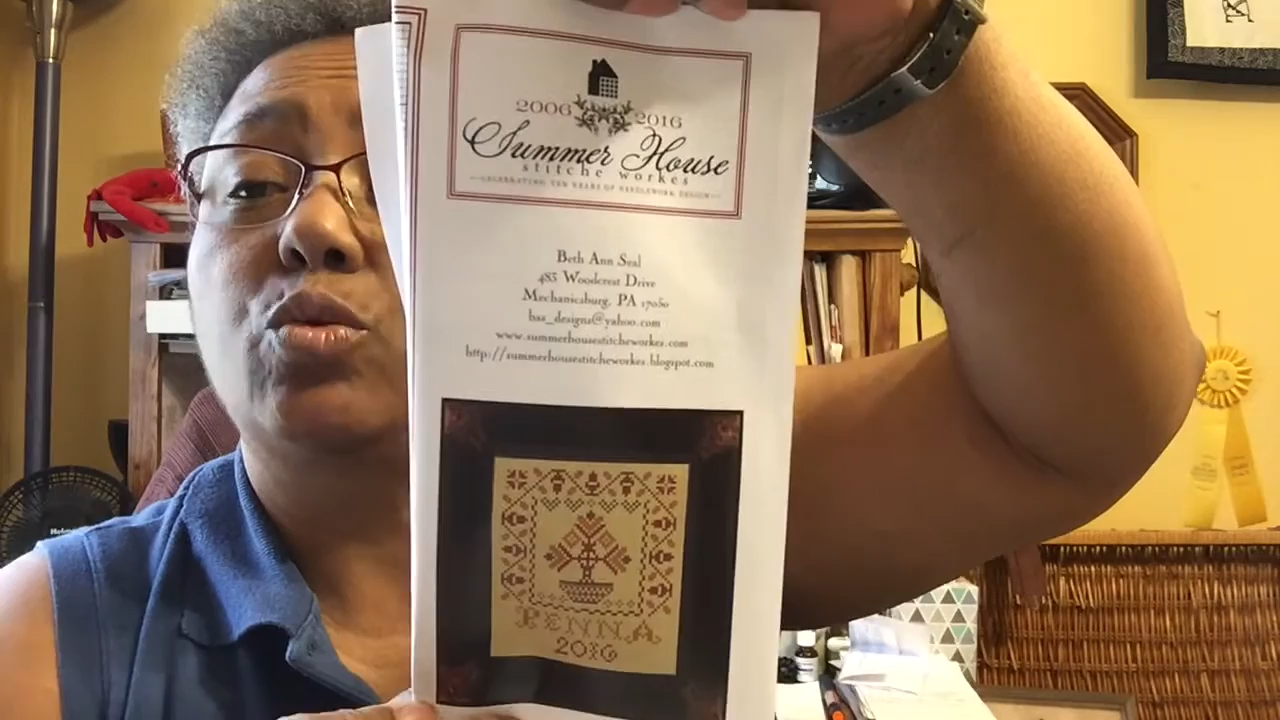 2006 2016
Summer House
stitche workes
CELEBRATING TEN YEARS OF NEEDLEWORK DESIGN
Beth Ann Seal
483 Woodcrest Drive
Mechanicsburg, PA 17050
bas_designs@yahoo.com
www.summerhousestitcheworkes.com
http://summerhousestitcheworkes.blogspot.com
PENNA
2016